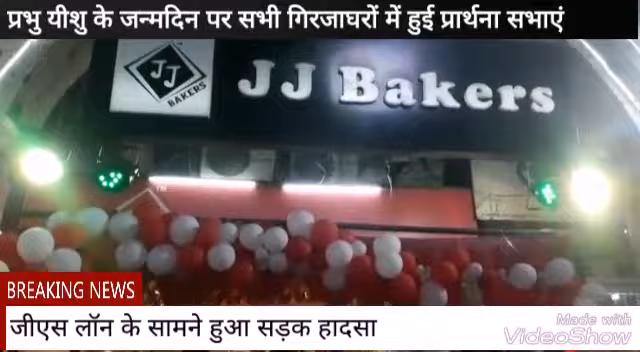 प्रभु यीशु के जन्मदिन पर सभी गिरजाघरों में हुई प्रार्थना सभाएं
JJ
BAKERS
JJ Bakers
BREAKING NEWS
जीएस लॉन के सामने हुआ सड़क हादसा
Made with
VideoShow